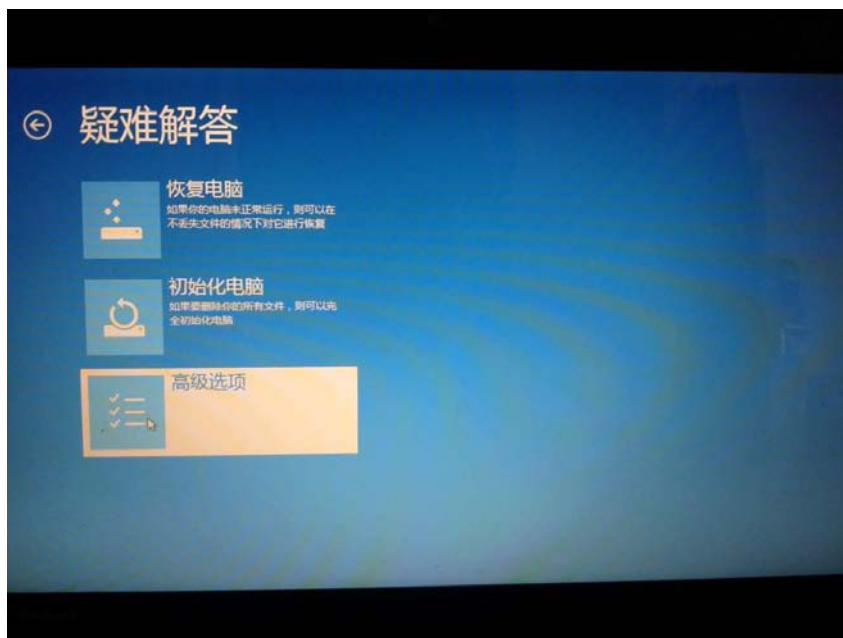 疑难解答
恢复电脑
如果你的电脑未正常运行，则可以在
不丢失文件的情况下对它进行恢复
初始化电脑
如果要删除你的所有文件，则可以完
全初始化电脑
高级选项